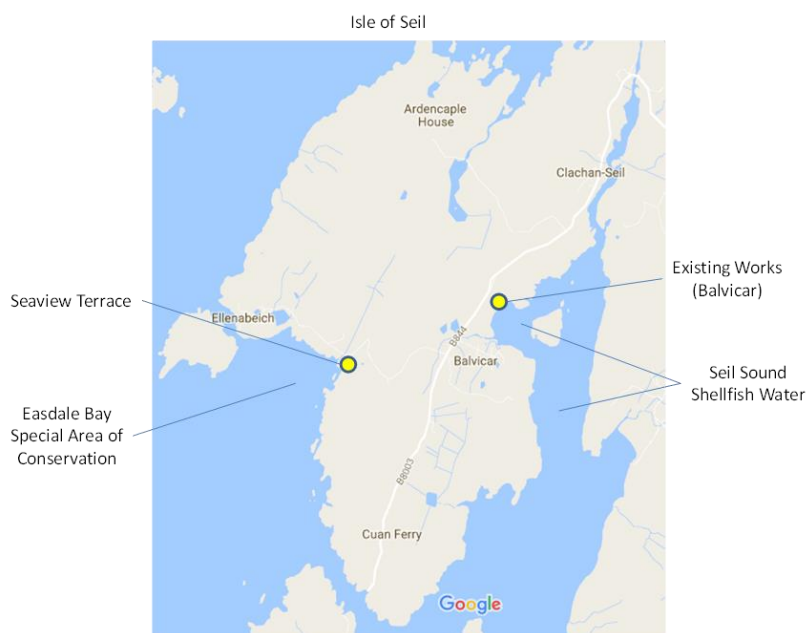 Isle of Seil
Ardencaple
House
Clachan-Seil
Existing Works
(Balvicar)
Seaview Terrace
Ellenabeich
B844
Balvicar
Seil Sound
Shellfish Water
Easdale Bay
Special Area of
Conservation
B8003
Cuan Ferry
Google